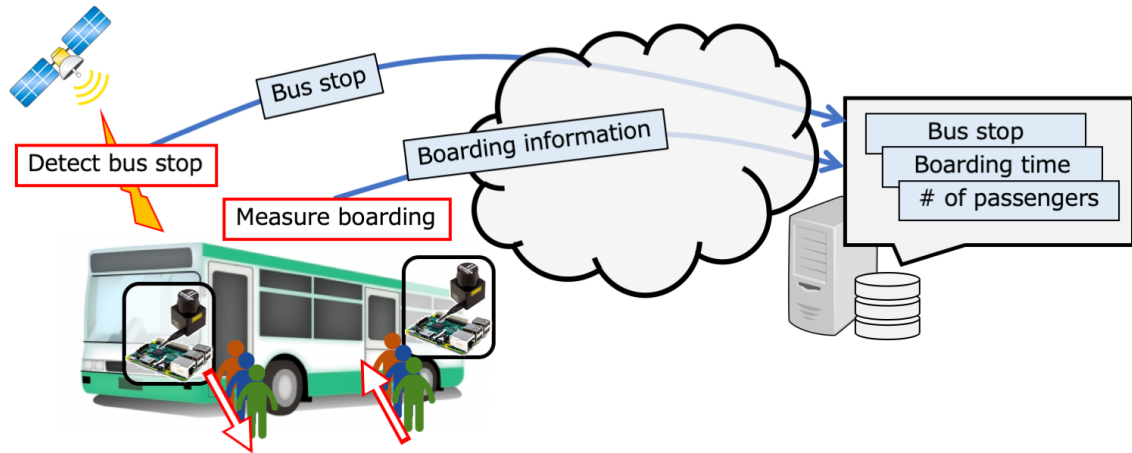 Bus stop
Detect bus stop
Boarding information
Measure boarding
Bus stop
Boarding time
# of passengers